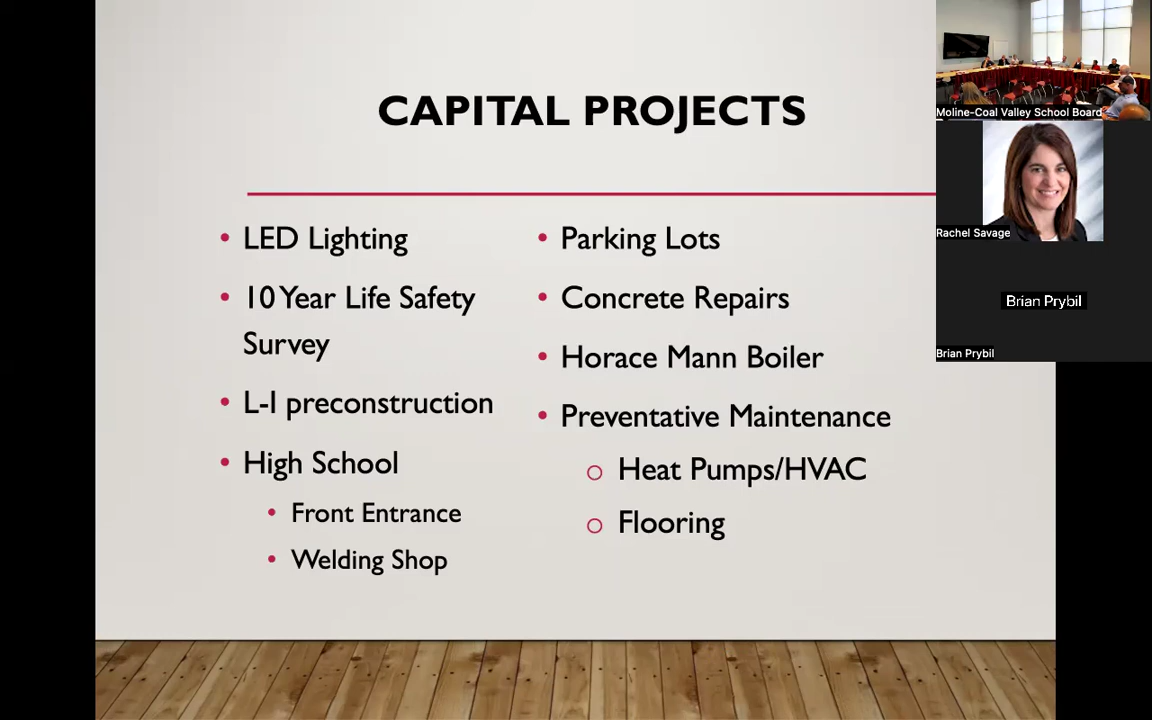 CAPITAL PROJECTS
• LED Lighting
• 10 Year Life Safety
Survey
• L-I preconstruction
• High School
• Front Entrance
• Welding Shop
• Parking Lots
• Concrete Repairs
• Horace Mann Boiler
• Preventative Maintenance
o Heat Pumps/HVAC
o Flooring
Moline-Coal Valley School Board
Rachel Savage
Brian Prybil
Brian Prybil